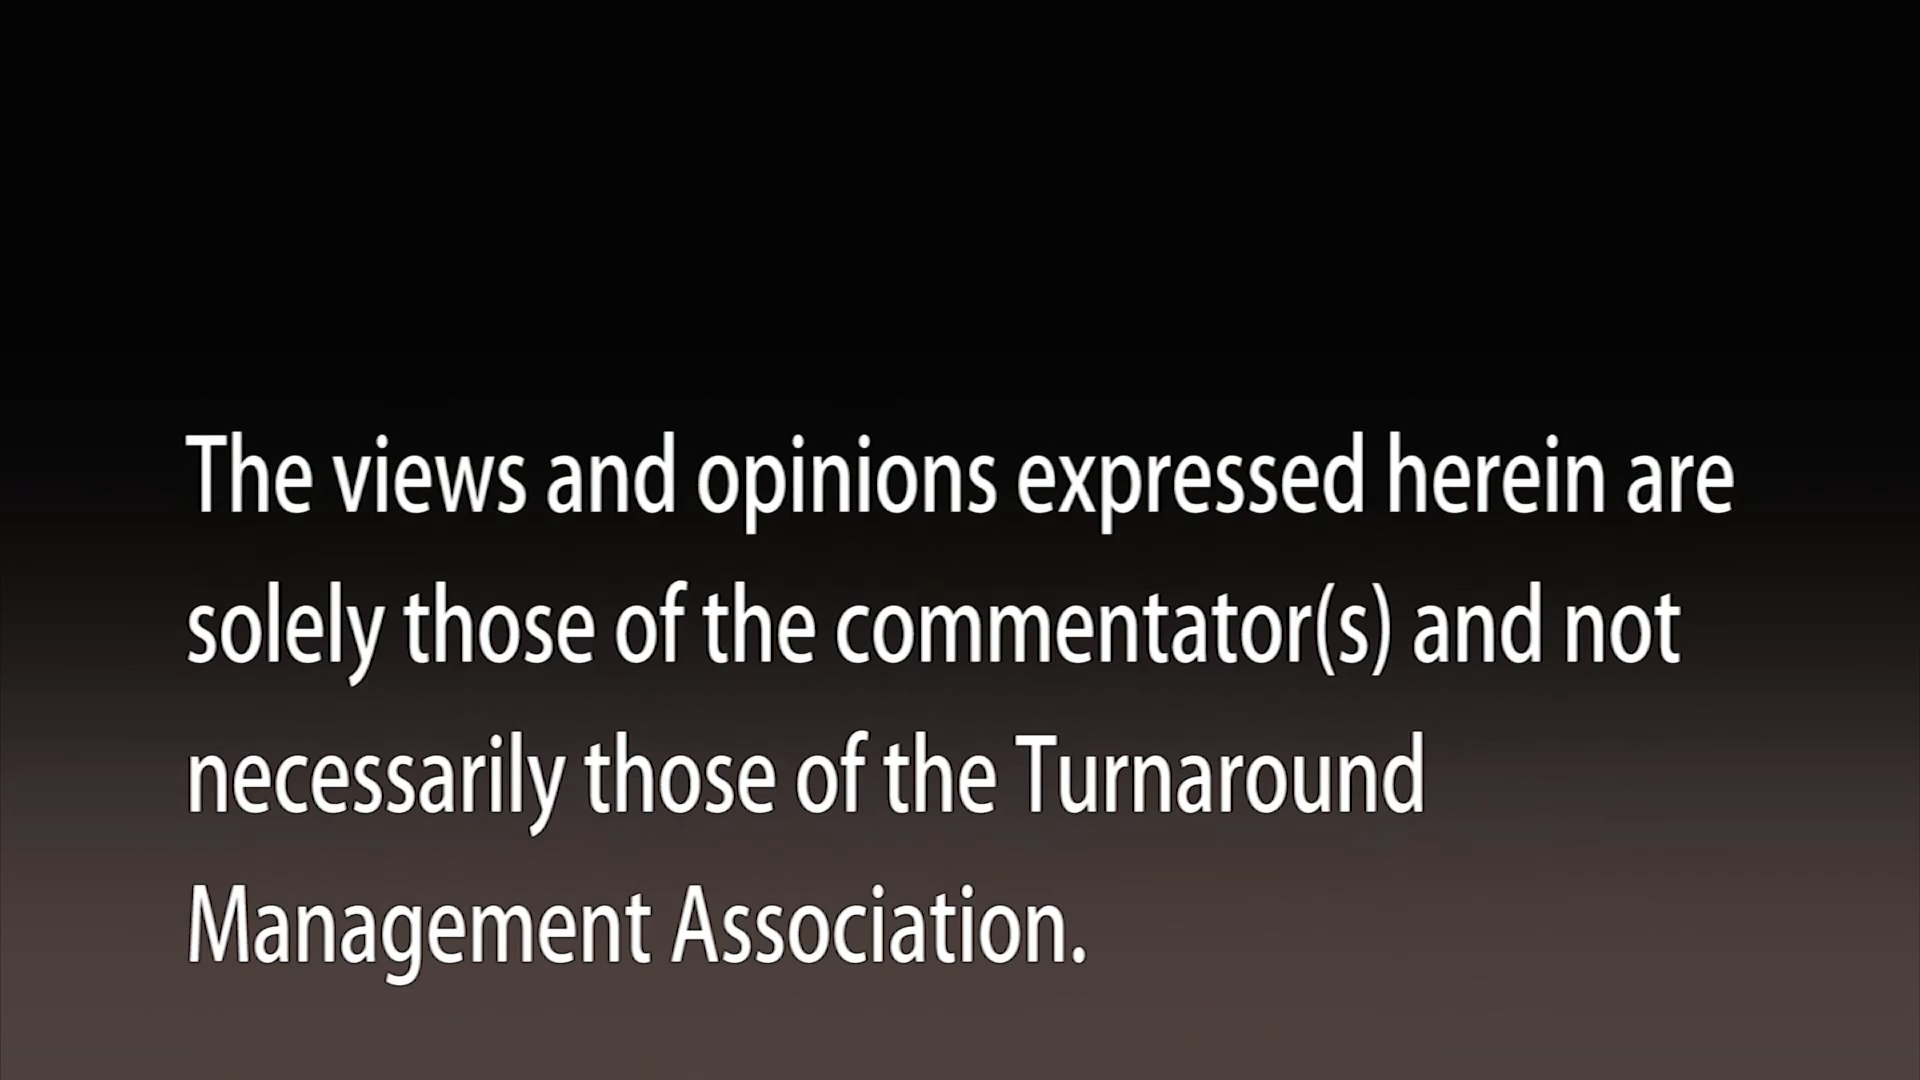 The views and opinions expressed herein are
solely those of the commentator(s) and not
necessarily those of the Turnaround
Management Association.